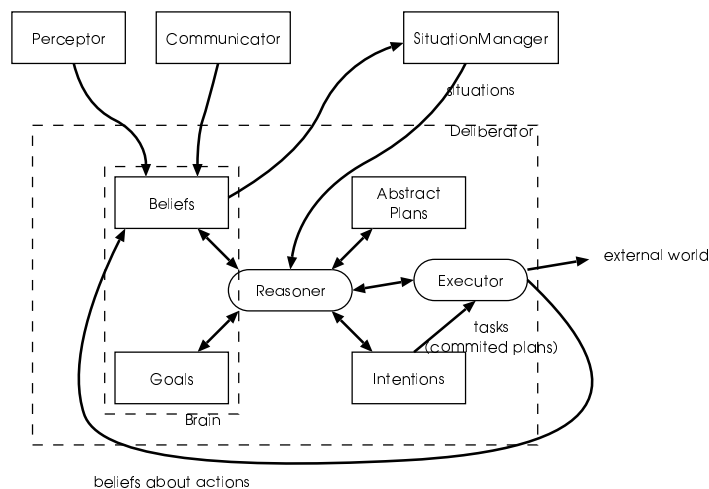 Perceptor
Communicator
SituationManager
situations
Deliberator
Beliefs
Abstract
Plans
Reasoner
Executor
external world
tasks
(commited plans)
Goals
Intentions
Brain
beliefs about actions